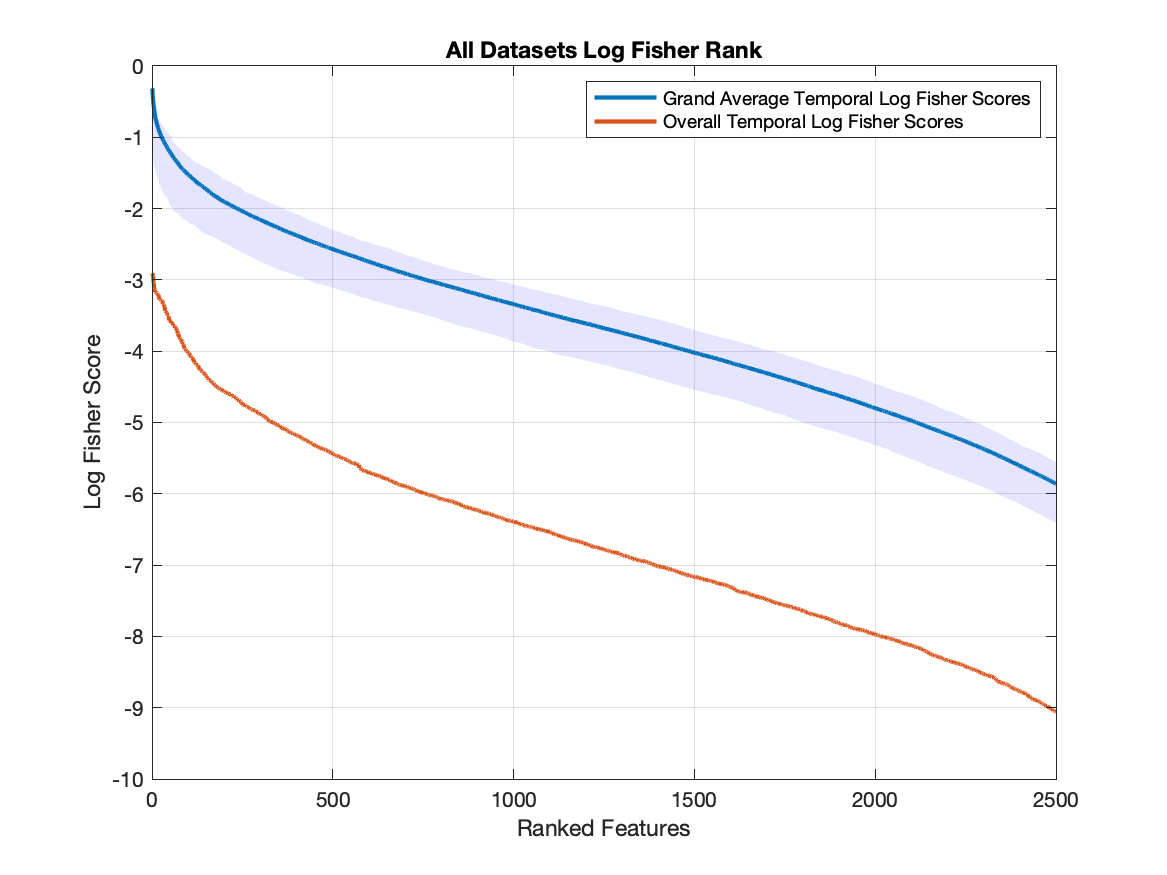 All Datasets Log Fisher Rank
Grand Average Temporal Log Fisher Scores
Overall Temporal Log Fisher Scores
Log Fisher Score
0
-1
-2
-3
-4
-5
-6
-7
-8
-9
-10
0 500 1000 1500 2000 2500
Ranked Features